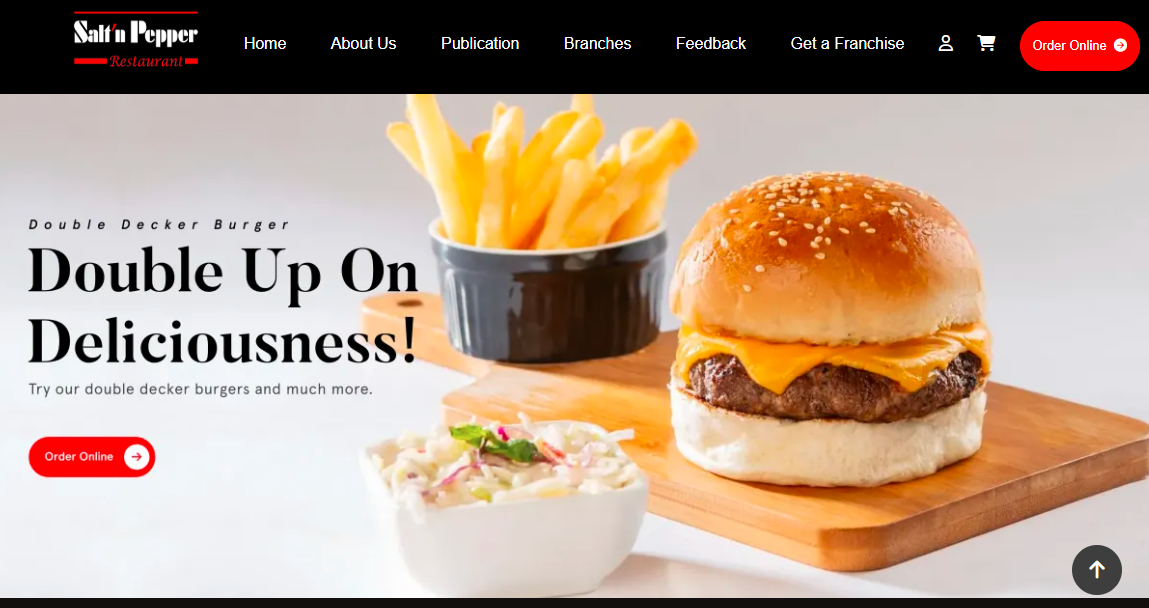 Salt'n Pepper
Restaurant
Home
About Us
Publication
Branches
Feedback
Get a Franchise
Order Online
Double Decker Burger
Double Up On
Deliciousness!
Try our double decker burgers and much more.
Order Online